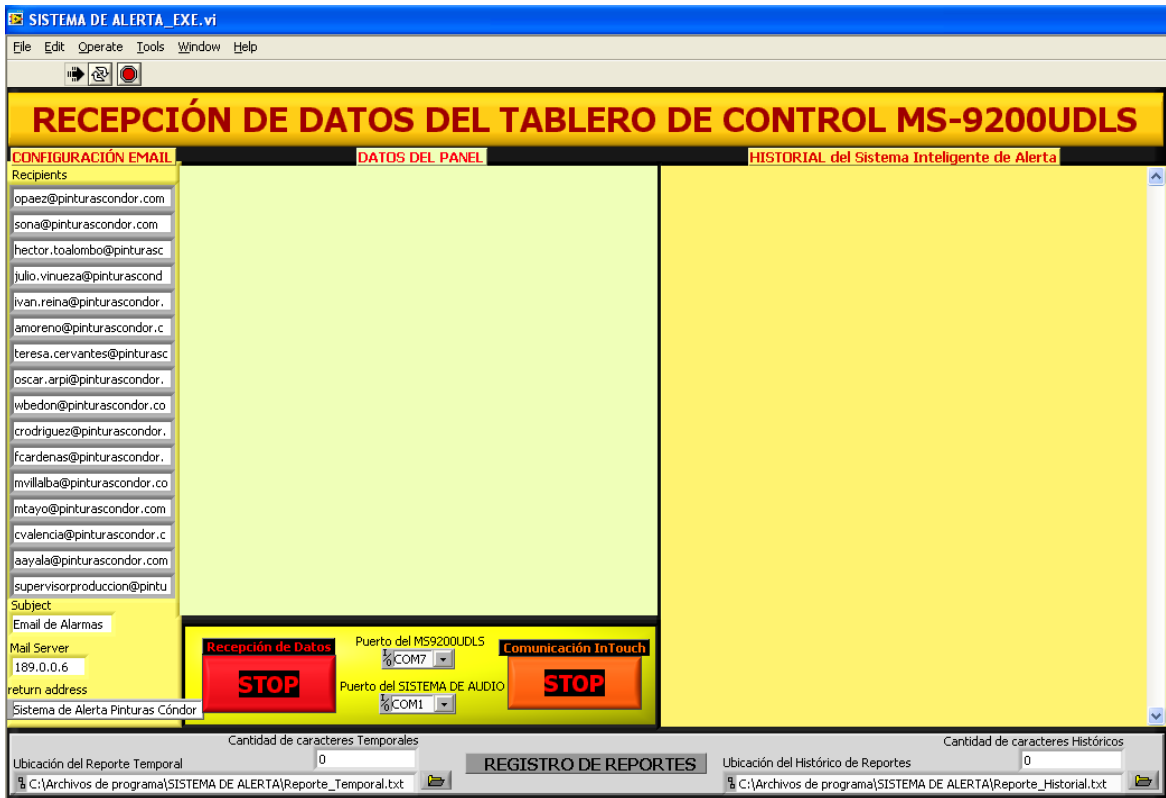 SISTEMA DE ALERTA_EXE.vi
File Edit Operate Tools Window Help
RECEPCIÓN DE DATOS DEL TABLERO DE CONTROL MS-9200UDLS
CONFIGURACIÓN EMAIL
DATOS DEL PANEL
HISTORIAL del Sistema Inteligente de Alerta
Recipients
opaez@pinturascondor.com
sona@pinturascondor.com
hector.toalombo@pinturasc
julio.vinueza@pinturascond
ivan.reina@pinturascondor.
amoreno@pinturascondor.c
teresa.cervantes@pinturasc
oscar.arpi@pinturascondor.
wbedon@pinturascondor.co
crodriguez@pinturascondor.
fcardenas@pinturascondor.
mvillalba@pinturascondor.co
mtayo@pinturascondor.com
cvalencia@pinturascondor.c
aayala@pinturascondor.com
supervisorproduccion@pintu
Subject
Email de Alarmas
Mail Server
189.0.0.6
return address
Sistema de Alerta Pinturas Cóndor
Recepción de Datos
STOP
Puerto del MS9200UDLS
COM7
Puerto del SISTEMA DE AUDIO
COM1
Comunicación InTouch
STOP
Cantidad de caracteres Temporales
0
Ubicación del Reporte Temporal
C:\Archivos de programa\SISTEMA DE ALERTA\Reporte_Temporal.txt
REGISTRO DE REPORTES
Cantidad de caracteres Históricos
0
Ubicación del Histórico de Reportes
C:\Archivos de programa\SISTEMA DE ALERTA\Reporte_Historial.txt